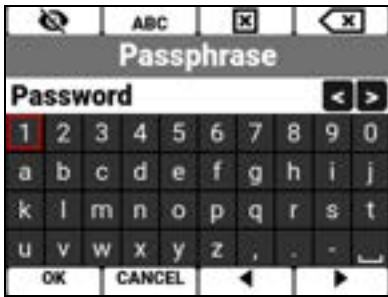 ABC
Passphrase
Password < >
1 2 3 4 5 6 7 8 9 0
a b c d e f g h i j
k l m n o p q r s t
u v w x y z , . -
OK CANCEL